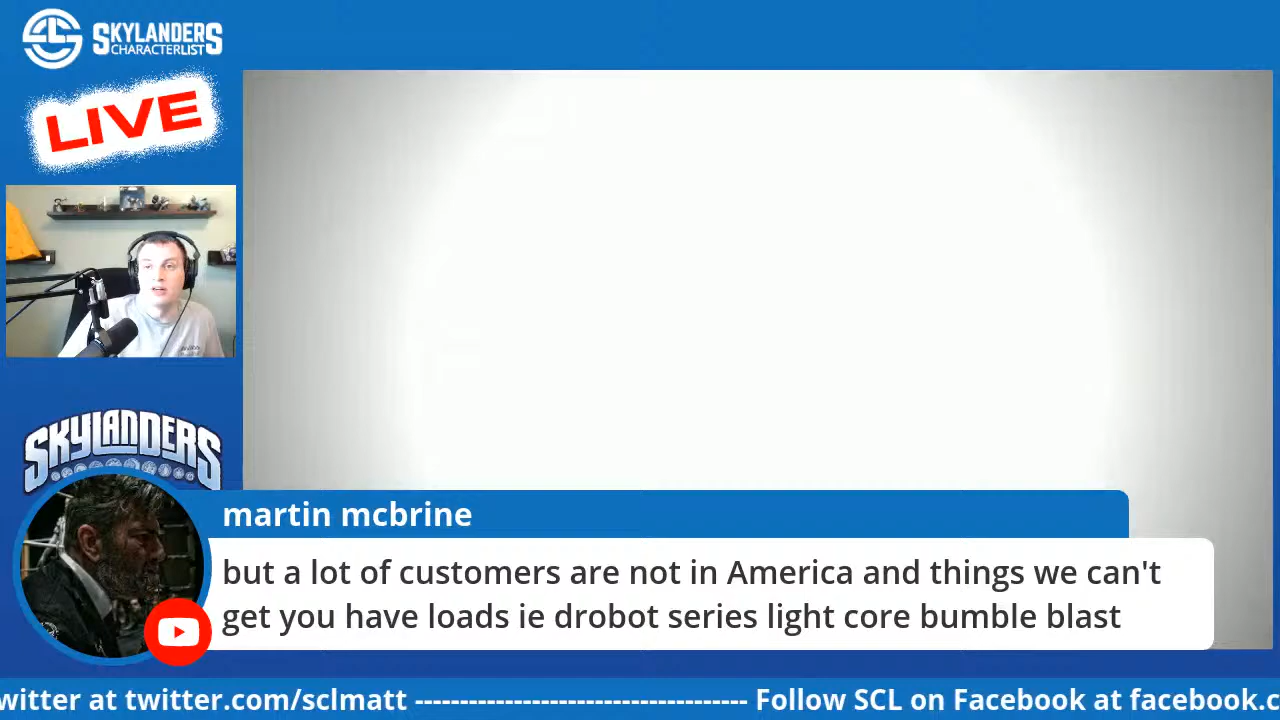 SKYLANDERS
CHARACTERLIST
LIVE
SKYLANDERS
martin mcbrine
but a lot of customers are not in America and things we can't
get you have loads ie drobot series light core bumble blast
witter at twitter.com/sclmatt ------------------------------------- Follow SCL on Facebook at facebook.c